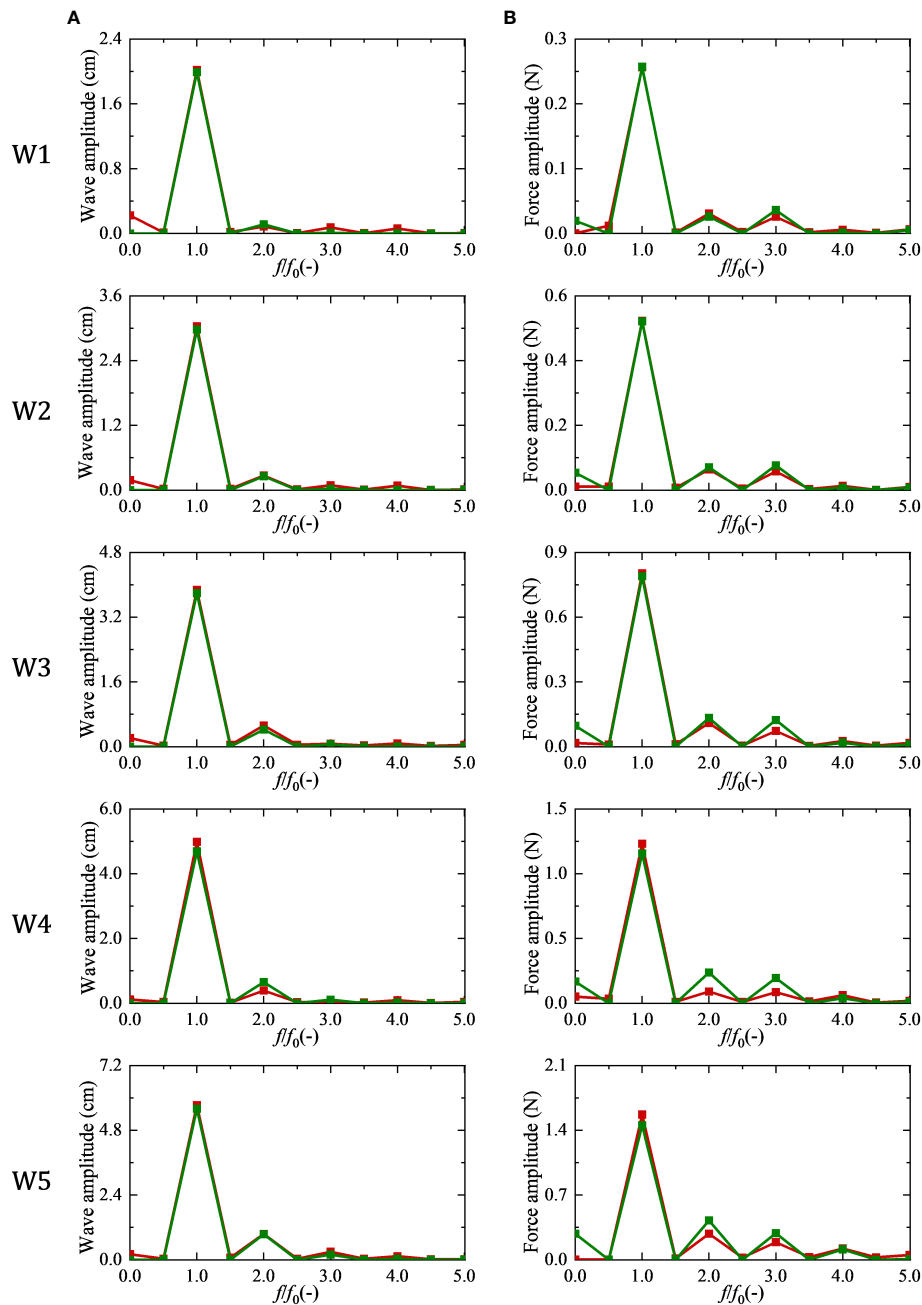 A B
W1
Wave amplitude (cm)
2.4
1.6
0.8
0.0
0.0 1.0 2.0 3.0 4.0 5.0
f/f0(-)
Force amplitude (N)
0.3
0.2
0.1
0.0
0.0 1.0 2.0 3.0 4.0 5.0
f/f0(-)
W2
Wave amplitude (cm)
3.6
2.4
1.2
0.0
0.0 1.0 2.0 3.0 4.0 5.0
f/f0(-)
Force amplitude (N)
0.6
0.4
0.2
0.0
0.0 1.0 2.0 3.0 4.0 5.0
f/f0(-)
W3
Wave amplitude (cm)
4.8
3.2
1.6
0.0
0.0 1.0 2.0 3.0 4.0 5.0
f/f0(-)
Force amplitude (N)
0.9
0.6
0.3
0.0
0.0 1.0 2.0 3.0 4.0 5.0
f/f0(-)
W4
Wave amplitude (cm)
6.0
4.0
2.0
0.0
0.0 1.0 2.0 3.0 4.0 5.0
f/f0(-)
Force amplitude (N)
1.5
1.0
0.5
0.0
0.0 1.0 2.0 3.0 4.0 5.0
f/f0(-)
W5
Wave amplitude (cm)
7.2
4.8
2.4
0.0
0.0 1.0 2.0 3.0 4.0 5.0
f/f0(-)
Force amplitude (N)
2.1
1.4
0.7
0.0
0.0 1.0 2.0 3.0 4.0 5.0
f/f0(-)